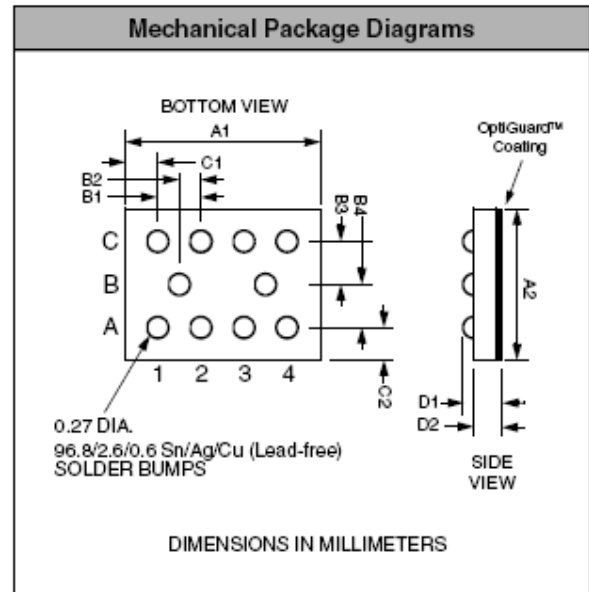 Mechanical Package Diagrams
BOTTOM VIEW
A1
OptiGuard™
Coating
C1
B2
B1
B3
B4
C
B
A
A2
1 2 3 4
C2
D1
D2
0.27 DIA.
96.8/2.6/0.6 Sn/Ag/Cu (Lead-free)
SOLDER BUMPS
SIDE
VIEW
DIMENSIONS IN MILLIMETERS